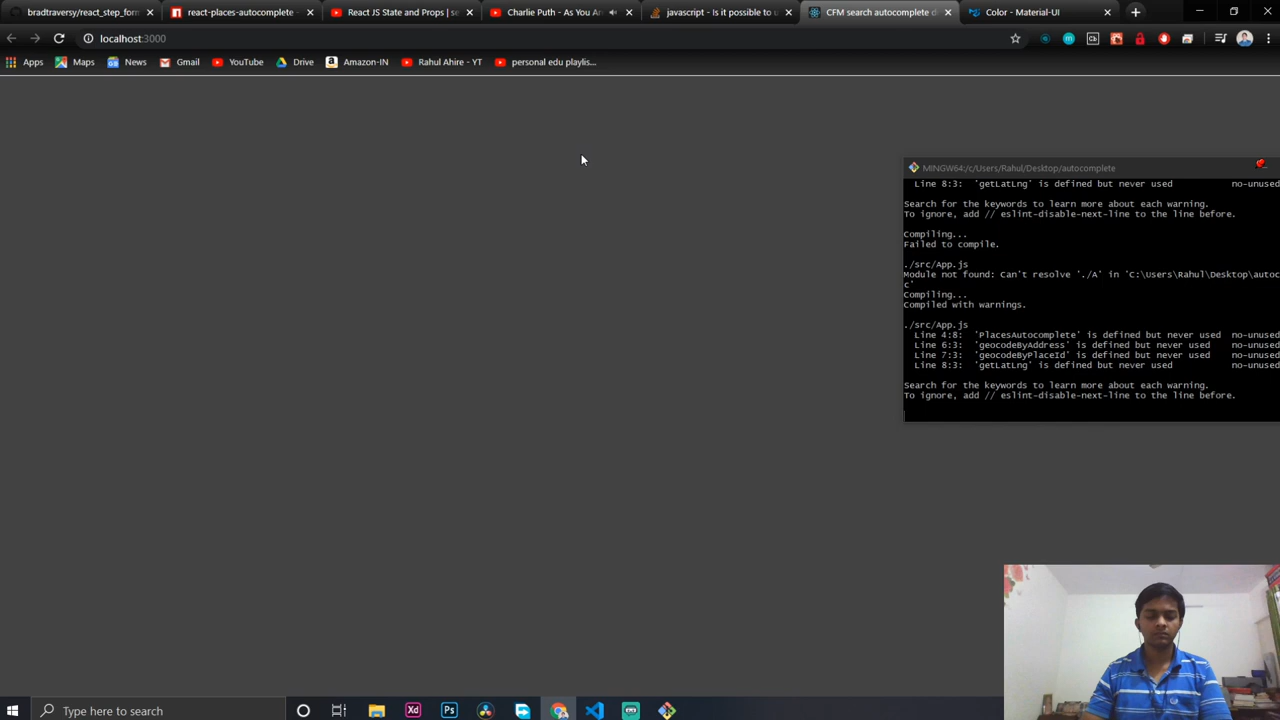 bradtraversy/react_step_form
react-places-autocomplete -
React JS State and Props | se
Charlie Puth - As You Ar
javascript - Is it possible to u
CFM search autocomplete d
Color - Material-UI
localhost:3000
Apps
Maps
News
Gmail
YouTube
Drive
Amazon-IN
Rahul Ahire - YT
personal edu playlis...
MINGW64:/c/Users/Rahul/Desktop/autocomplete
Line 8:3: 'getLatLng' is defined but never used no-unused
Search for the keywords to learn more about each warning.
To ignore, add // eslint-disable-next-line to the line before.
Compiling...
Failed to compile.
./src/App.js
Module not found: Can't resolve './A' in 'C:\Users\Rahul\Desktop\autoc
c'
Compiling...
Compiled with warnings.
./src/App.js
Line 4:8: 'PlacesAutocomplete' is defined but never used no-unused
Line 6:3: 'geocodeByAddress' is defined but never used no-unused
Line 7:3: 'geocodeByPlaceId' is defined but never used no-unused
Line 8:3: 'getLatLng' is defined but never used no-unused
Search for the keywords to learn more about each warning.
To ignore, add // eslint-disable-next-line to the line before.
Type here to search
Xd
Ps